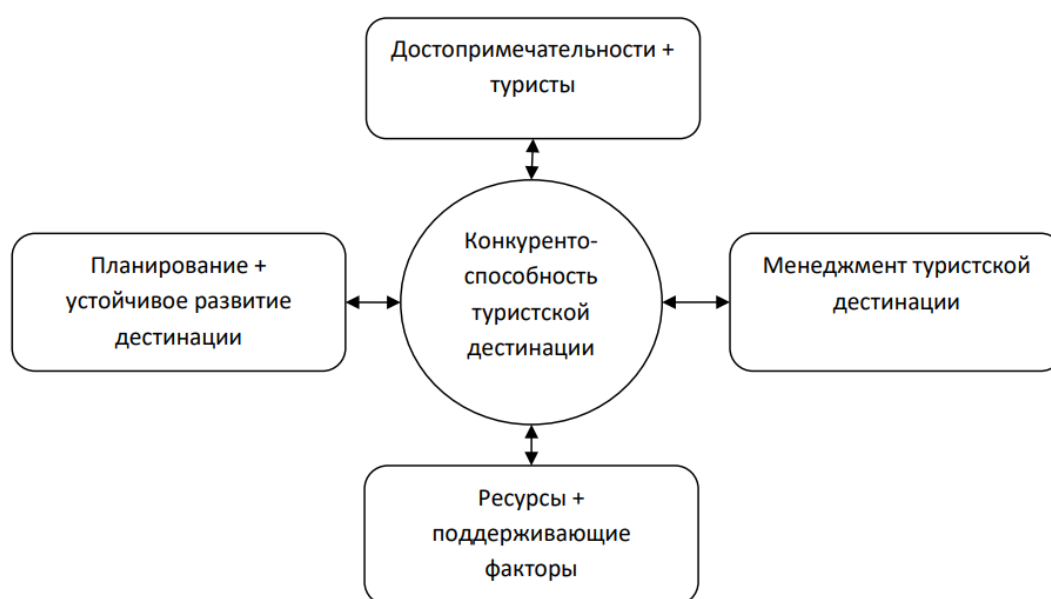 Достопримечательности +
туристы
Планирование +
устойчивое развитие
дестинации
Конкуренто-
способность
туристской
дестинации
Менеджмент туристской
дестинации
Ресурсы +
поддерживающие
факторы